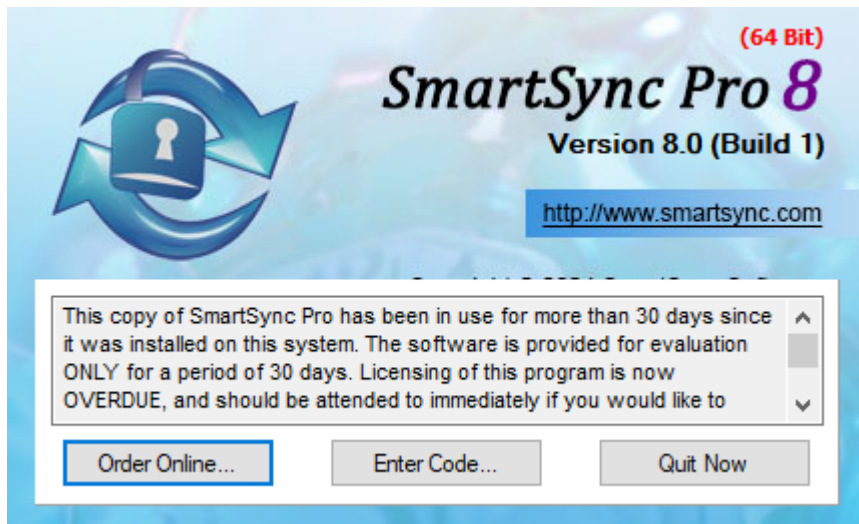 (64 Bit)
SmartSync Pro 8
Version 8.0 (Build 1)
http://www.smartsync.com
This copy of SmartSync Pro has been in use for more than 30 days since
it was installed on this system. The software is provided for evaluation
ONLY for a period of 30 days. Licensing of this program is now
OVERDUE, and should be attended to immediately if you would like to
Order Online...
Enter Code...
Quit Now